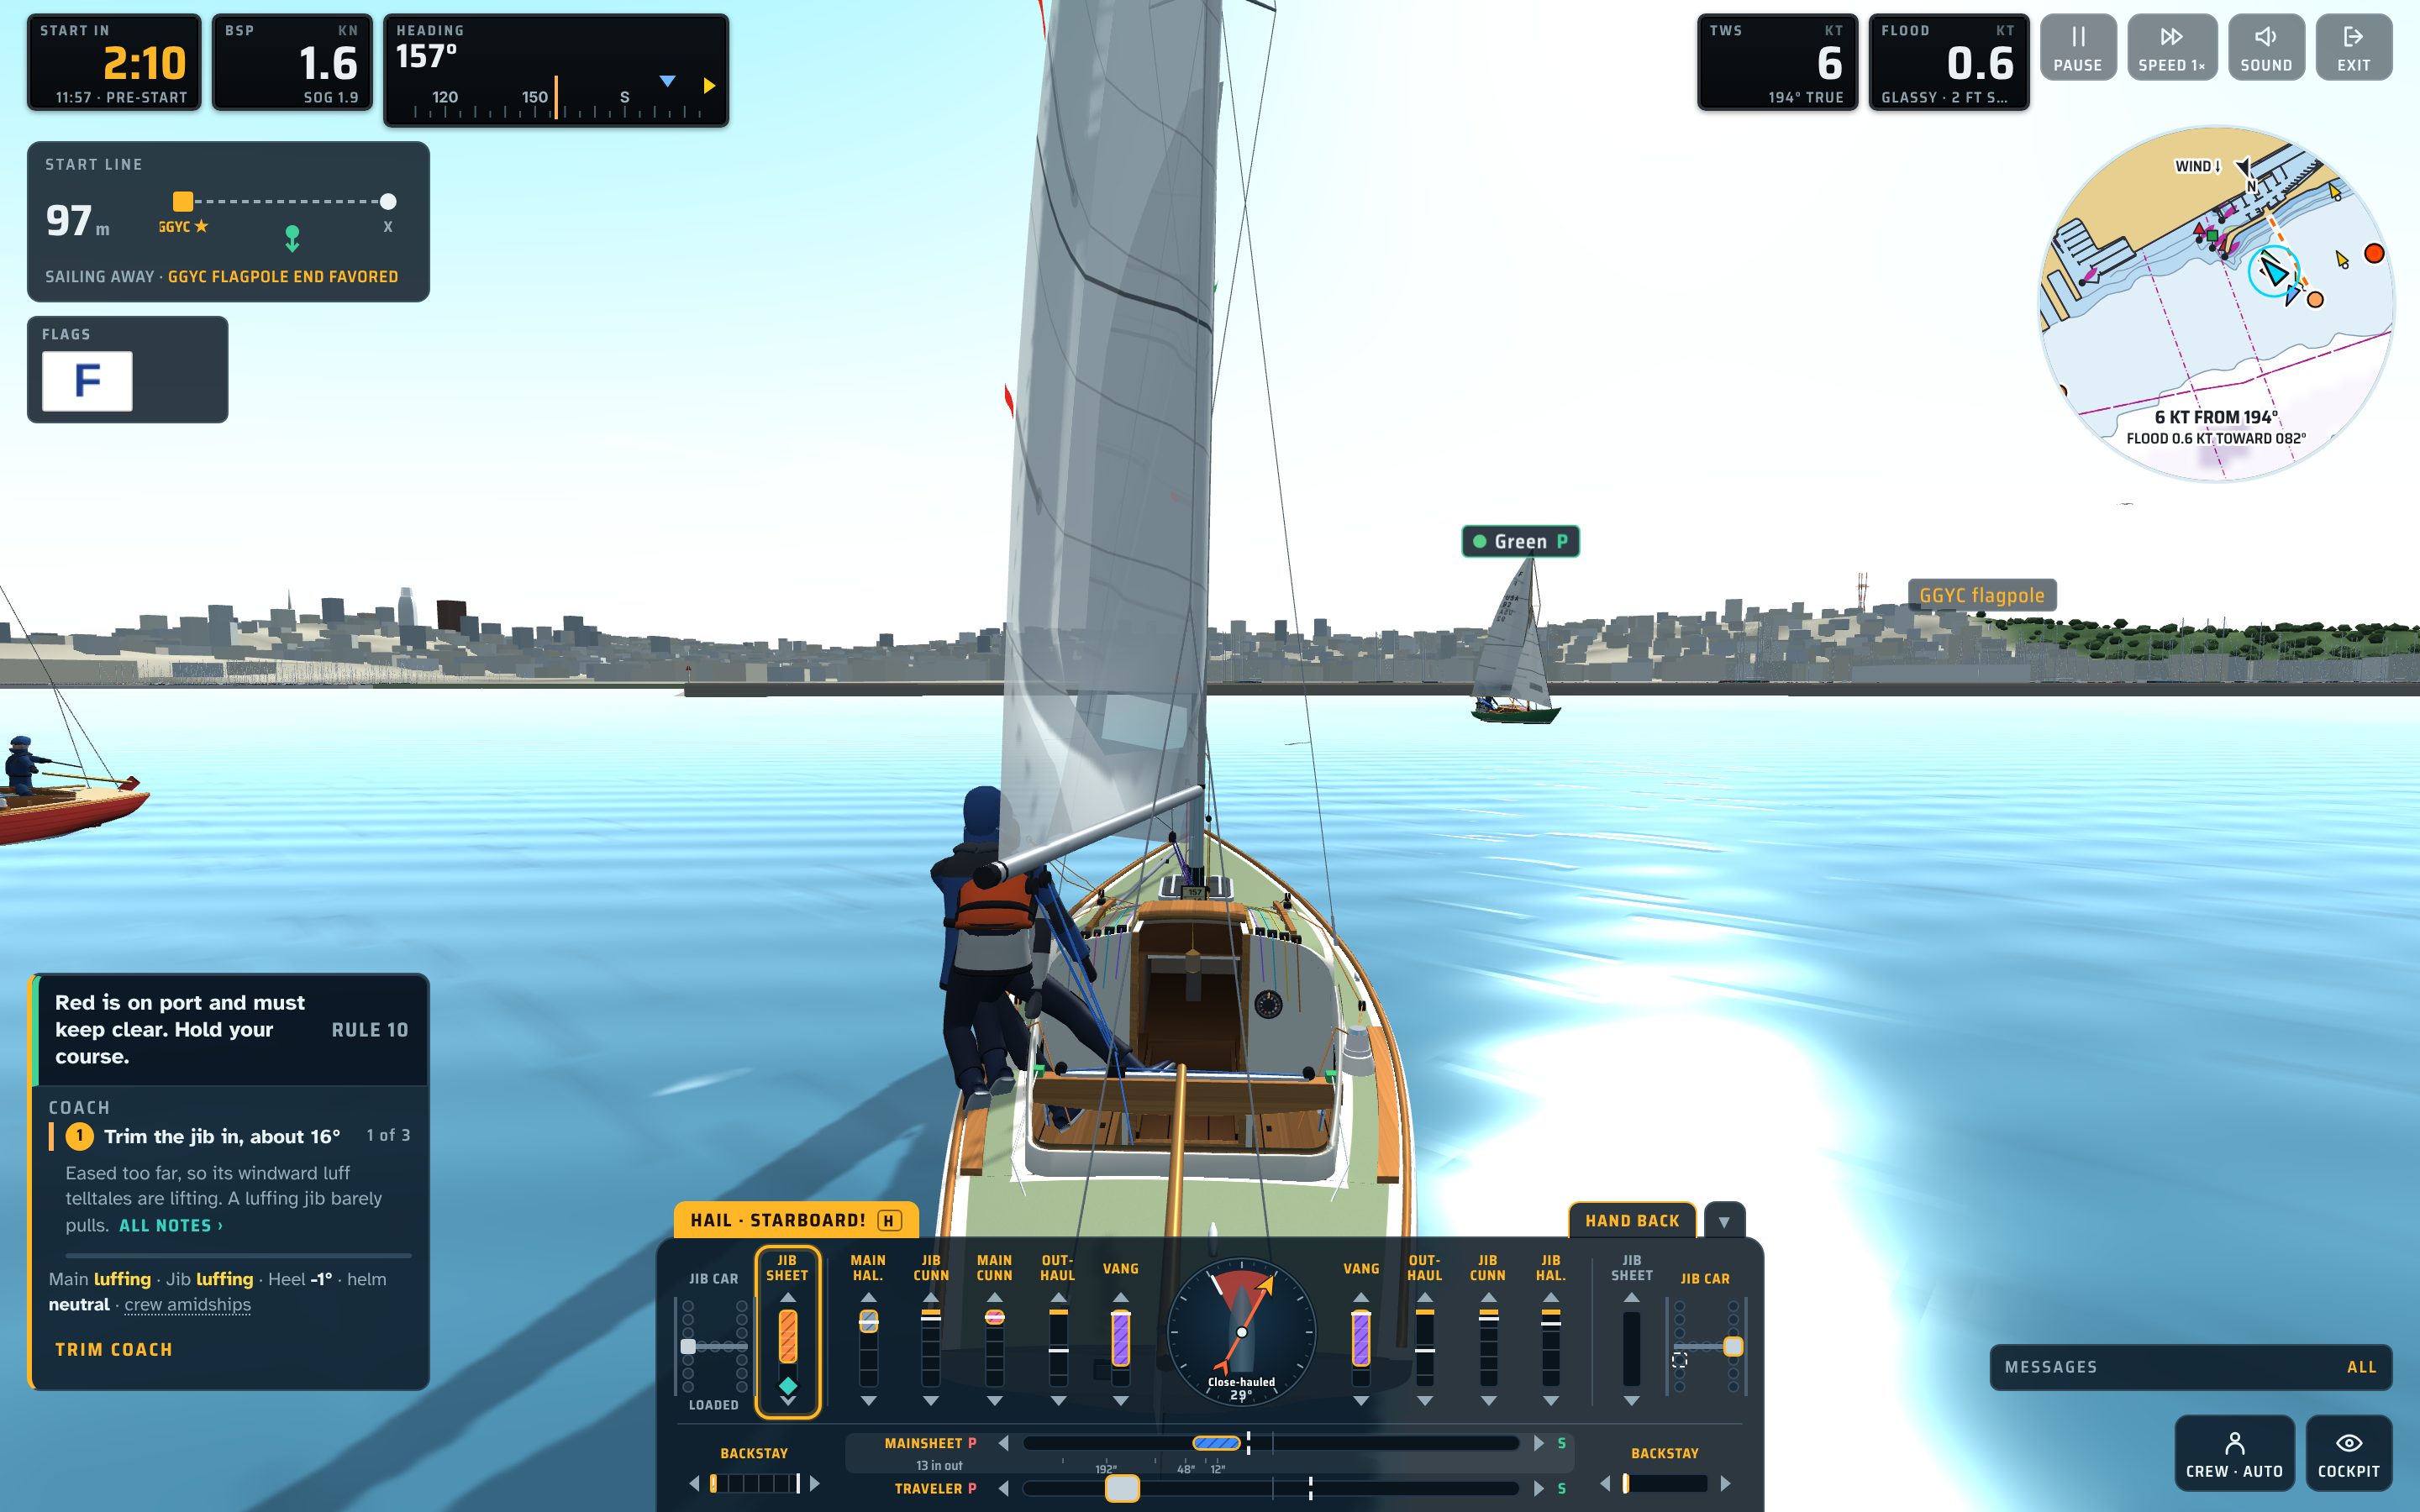 START IN
2:10
11:57 · PRE-START
BSP KN
1.6
SOG 1.9
HEADING
157°
120 150 S
TWS KT
6
194° TRUE
FLOOD KT
0.6
GLASSY · 2 FT S...
PAUSE
SPEED 1×
SOUND
EXIT
START LINE
97 m
GGYC ★ X
SAILING AWAY · GGYC FLAGPOLE END FAVORED
FLAGS
F
WIND ↓
N
6 KT FROM 194°
FLOOD 0.6 KT TOWARD 082°
Green P
GGYC flagpole
157
Red is on port and must
keep clear. Hold your
course.
RULE 10
COACH
1 Trim the jib in, about 16° 1 of 3
Eased too far, so its windward luff
telltales are lifting. A luffing jib barely
pulls. ALL NOTES ›
Main luffing · Jib luffing · Heel -1° · helm
neutral · crew amidships
TRIM COACH
HAIL · STARBOARD! H
HAND BACK ▼
JIB CAR
LOADED
JIB SHEET
MAIN HAL.
JIB CUNN
MAIN CUNN
OUT-HAUL
VANG
Close-hauled
29°
VANG
OUT-HAUL
JIB CUNN
JIB HAL.
JIB SHEET
JIB CAR
BACKSTAY
MAINSHEET P S
13 in out
192" 48" 12"
TRAVELER P S
BACKSTAY
MESSAGES ALL
CREW · AUTO
COCKPIT